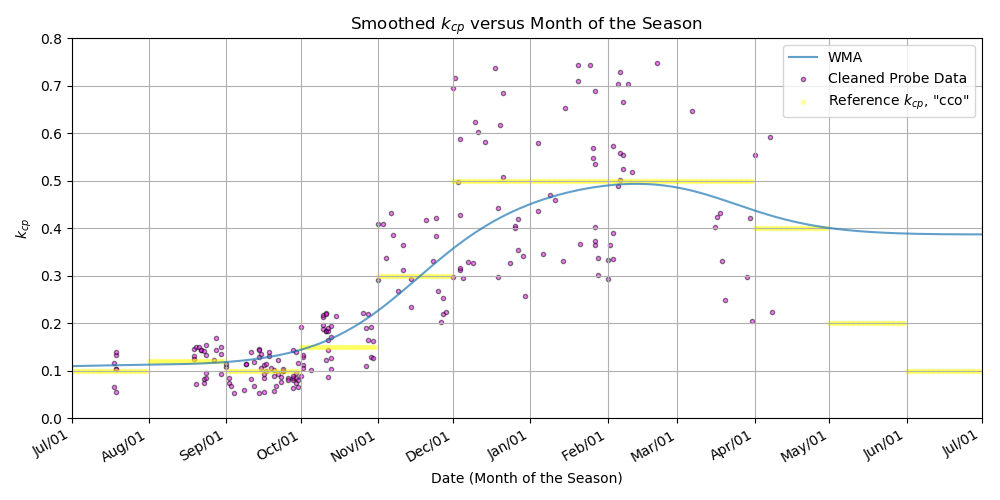 Smoothed k_cp versus Month of the Season
WMA
Cleaned Probe Data
Reference k_cp, "cco"
k_cp
0.8
0.7
0.6
0.5
0.4
0.3
0.2
0.1
0.0
Jul/01
Aug/01
Sep/01
Oct/01
Nov/01
Dec/01
Jan/01
Feb/01
Mar/01
Apr/01
May/01
Jun/01
Jul/01
Date (Month of the Season)